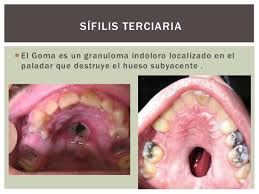 SÍFILIS TERCIARIA
El Goma es un granuloma indoloro localizado en el
paladar que destruye el hueso subyacente .